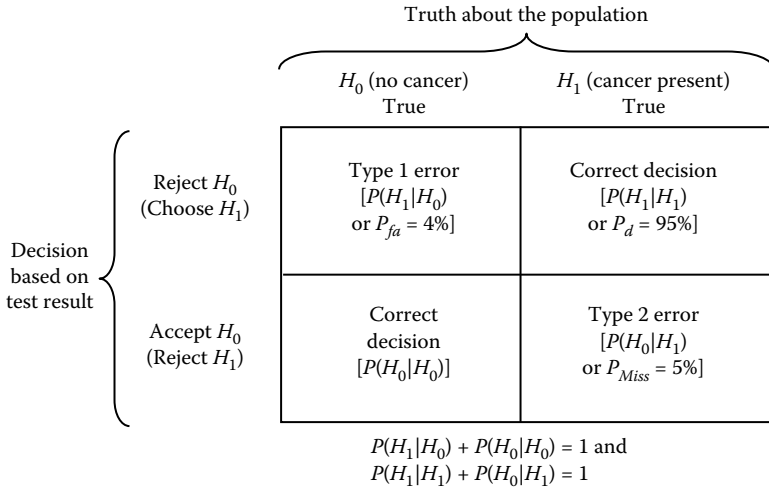 Truth about the population
H₀ (no cancer)
True
H₁ (cancer present)
True
Reject H₀
(Choose H₁)
Type 1 error
[P(H₁|H₀)
or P_fa = 4%]
Correct decision
[P(H₁|H₁)
or P_d = 95%]
Decision
based on
test result
Accept H₀
(Reject H₁)
Correct
decision
[P(H₀|H₀)]
Type 2 error
[P(H₀|H₁)
or P_Miss = 5%]
P(H₁|H₀) + P(H₀|H₀) = 1 and
P(H₁|H₁) + P(H₀|H₁) = 1